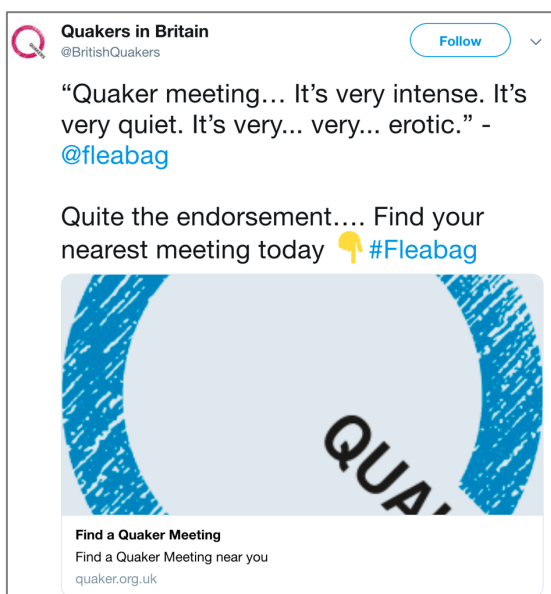 Quakers in Britain
@BritishQuakers
Follow
“Quaker meeting… It’s very intense. It’s
very quiet. It’s very... very... erotic.” -
@fleabag
Quite the endorsement…. Find your
nearest meeting today 👇 #Fleabag
QUAK
Find a Quaker Meeting
Find a Quaker Meeting near you
quaker.org.uk